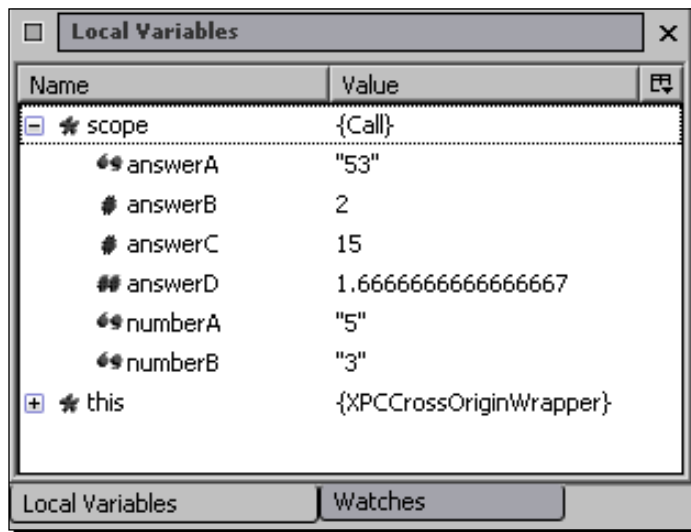 Local Variables
Name Value
scope {Call}
answerA "53"
answerB 2
answerC 15
answerD 1.6666666666666667
numberA "5"
numberB "3"
this {XPCCrossOriginWrapper}
Local Variables Watches